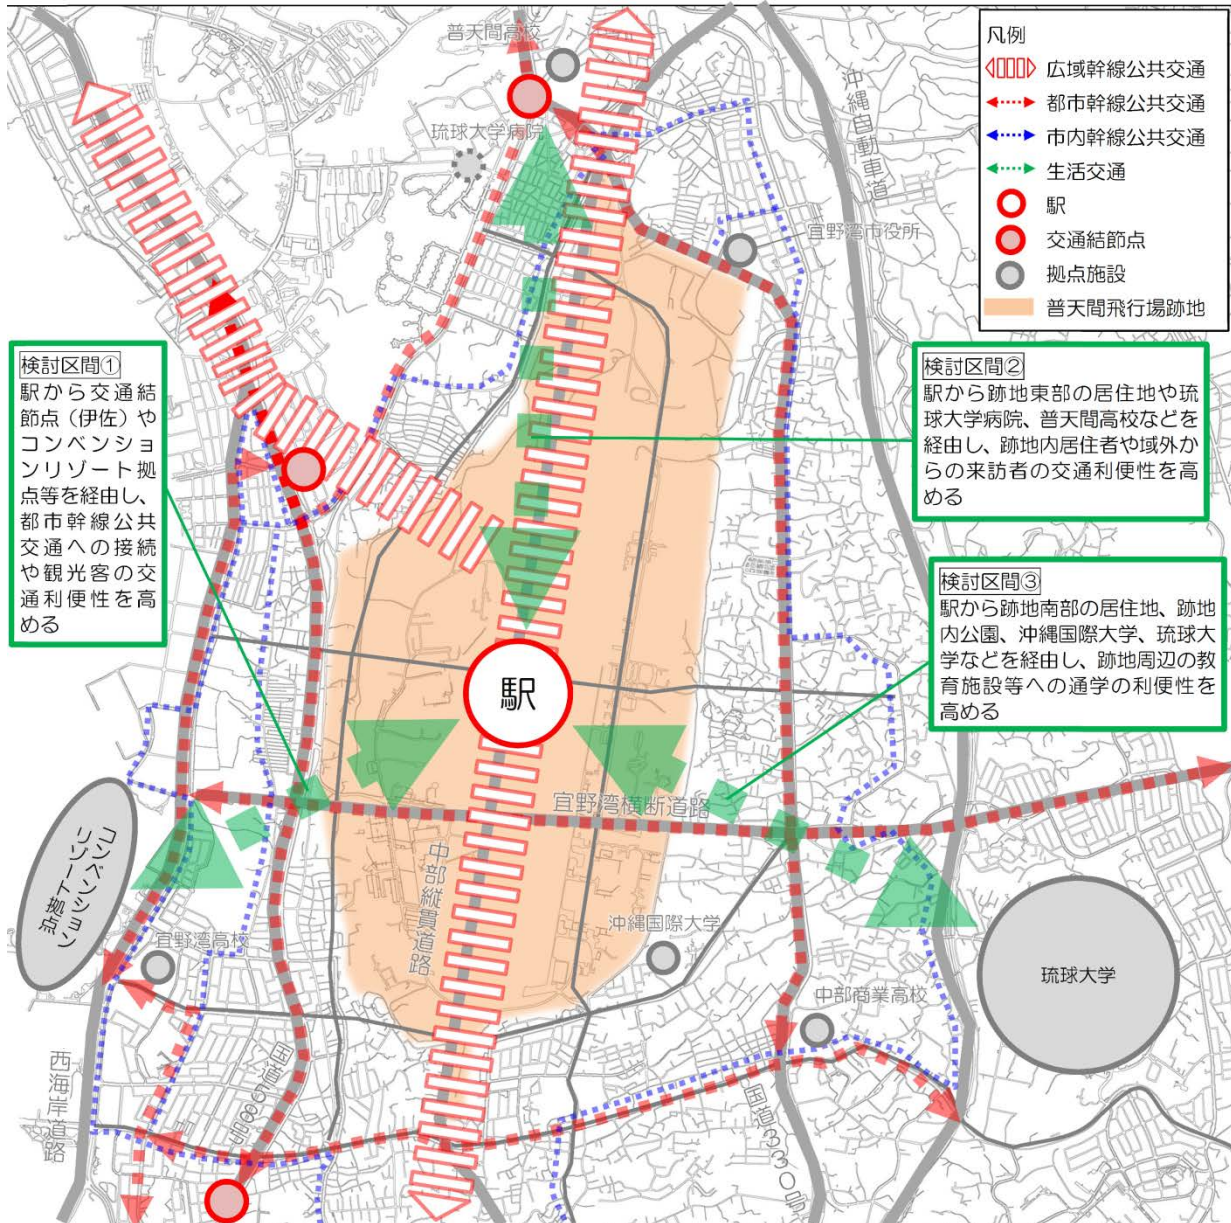 凡例
広域幹線公共交通
都市幹線公共交通
市内幹線公共交通
生活交通
駅
交通結節点
拠点施設
普天間飛行場跡地
普天間高校
琉球大学病院
沖縄自動車道
宜野湾市役所
検討区間①
駅から交通結
節点（伊佐）や
コンベンショ
ンリゾート拠
点等を経由し、
都市幹線公共
交通への接続
や観光客の交
通利便性を高
める
検討区間②
駅から跡地東部の居住地や琉
球大学病院、普天間高校などを
経由し、跡地内居住者や域外か
らの来訪者の交通利便性を高
める
検討区間③
駅から跡地南部の居住地、跡地
内公園、沖縄国際大学、琉球大
学などを経由し、跡地周辺の教
育施設等への通学の利便性を
高める
駅
宜野湾横断道路
中部縦貫道路
コンベンション
リゾート拠点
宜野湾高校
沖縄国際大学
中部商業高校
琉球大学
西海岸道路
国道58号
国道330号